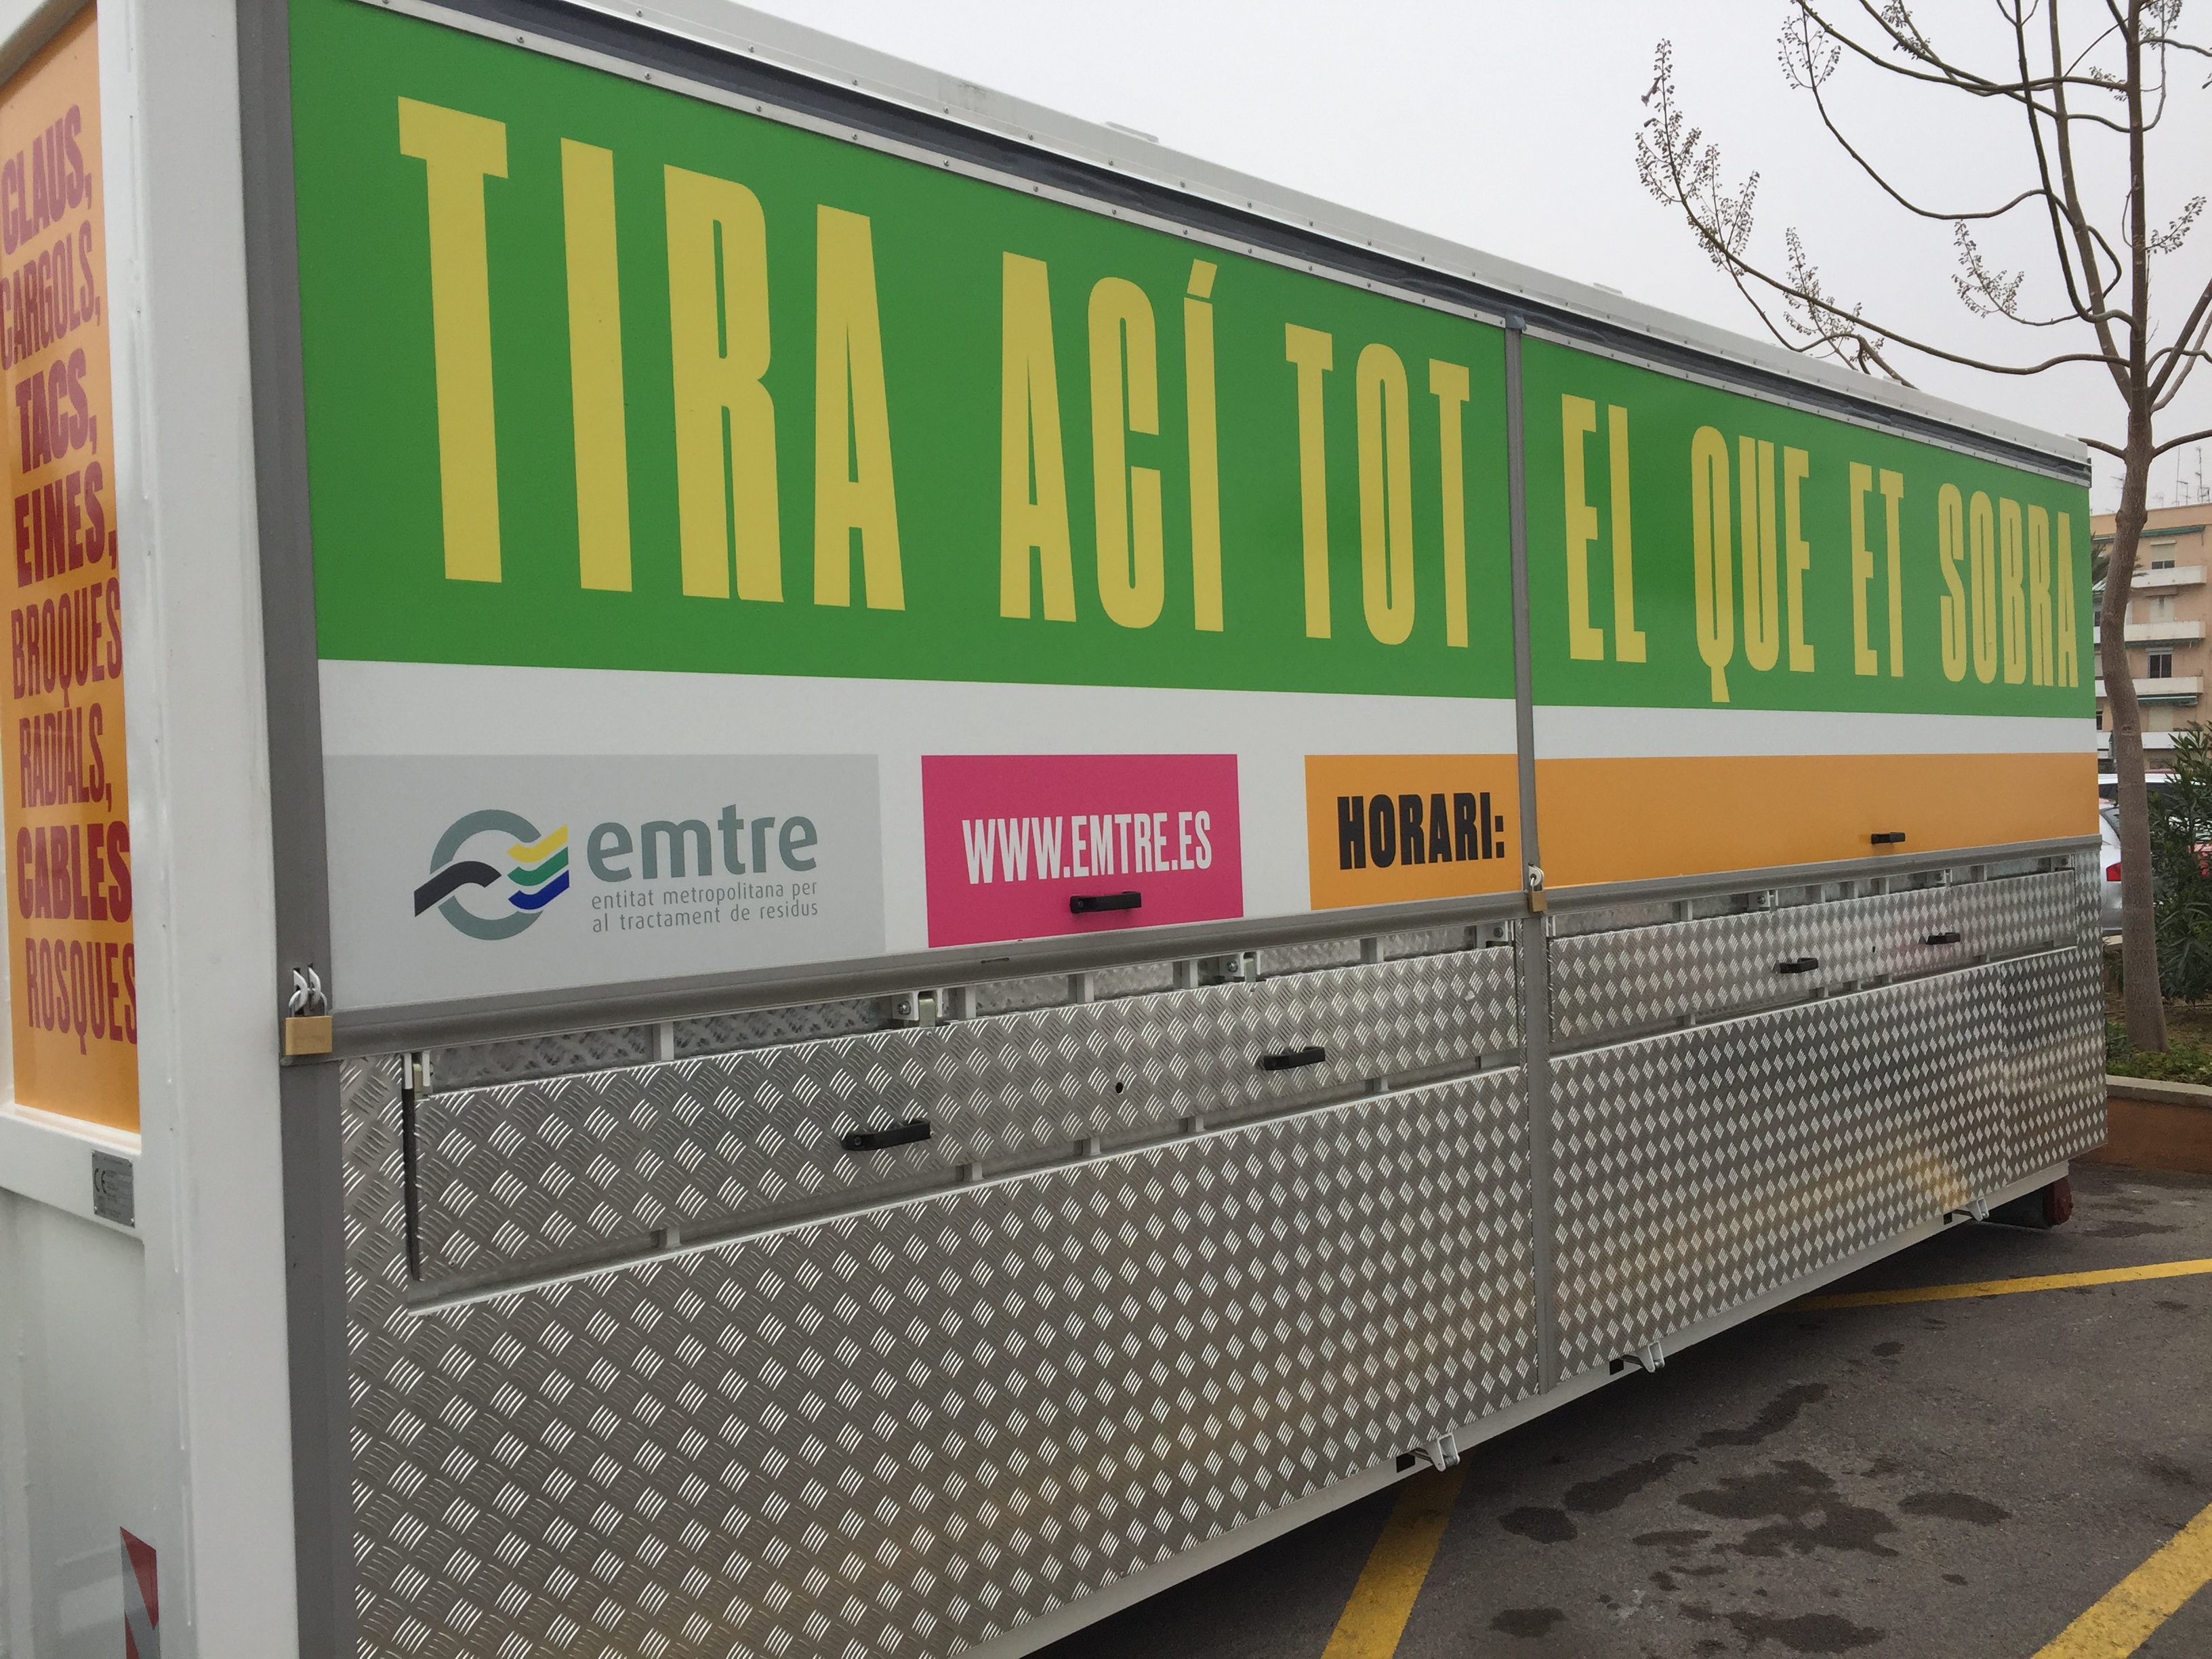 CLAUS,
CARGOLS,
TACS,
EINES,
BROQUES
RADIALS,
CABLES
ROSQUES
TIRA ACÍ TOT EL QUE ET SOBRA
emtre
entitat metropolitana per
al tractament de residus
WWW.EMTRE.ES
HORARI:
CE